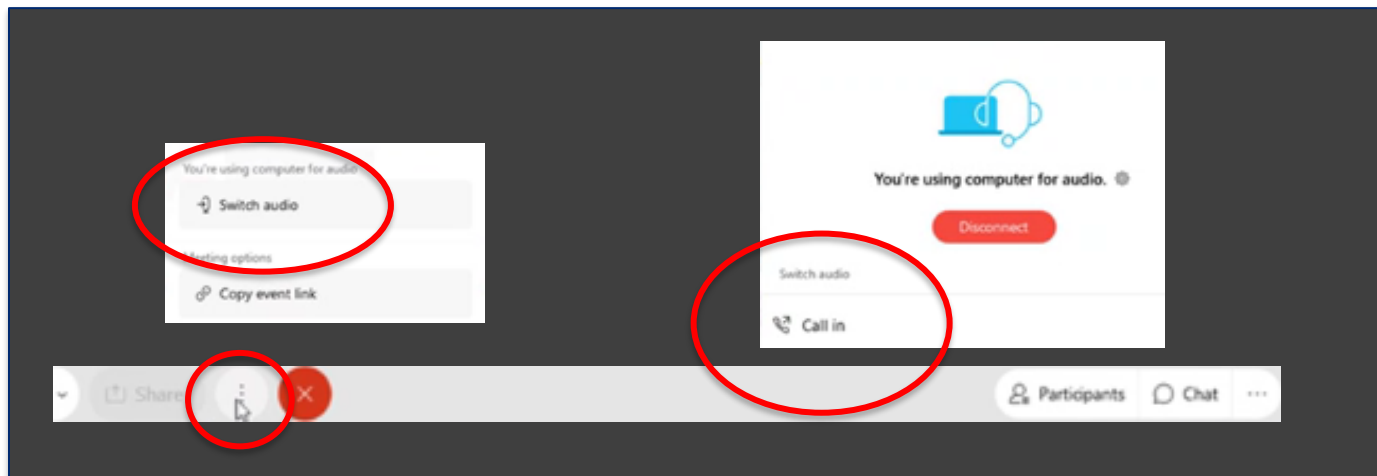 You're using computer for audio
Switch audio
Meeting options
Copy event link
You're using computer for audio.
Disconnect
Switch audio
Call in
Share
Participants
Chat